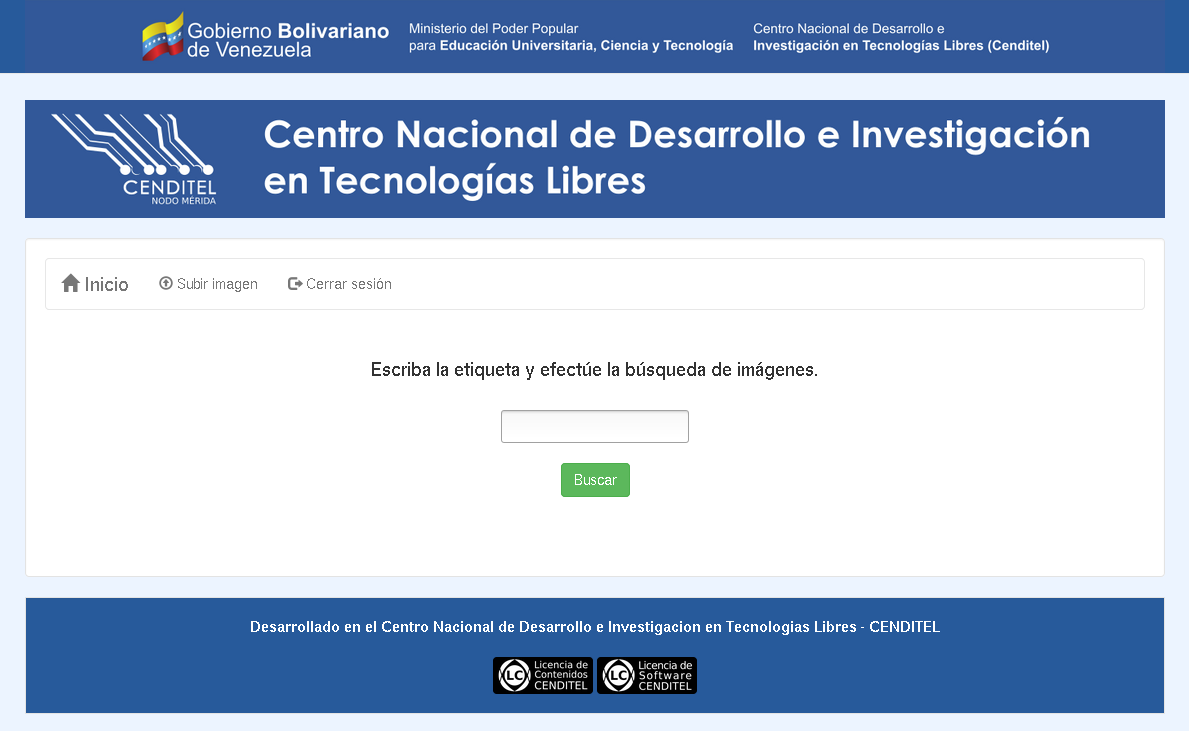 Gobierno Bolivariano
de Venezuela
Ministerio del Poder Popular
para Educación Universitaria, Ciencia y Tecnología
Centro Nacional de Desarrollo e
Investigación en Tecnologías Libres (Cenditel)
CENDITEL
NODO MÉRIDA
Centro Nacional de Desarrollo e Investigación
en Tecnologías Libres
Inicio Subir imagen Cerrar sesión
Escriba la etiqueta y efectúe la búsqueda de imágenes.
Buscar
Desarrollado en el Centro Nacional de Desarrollo e Investigacion en Tecnologias Libres - CENDITEL
LC
Licencia de
Contenidos
CENDITEL
LC
Licencia de
Software
CENDITEL